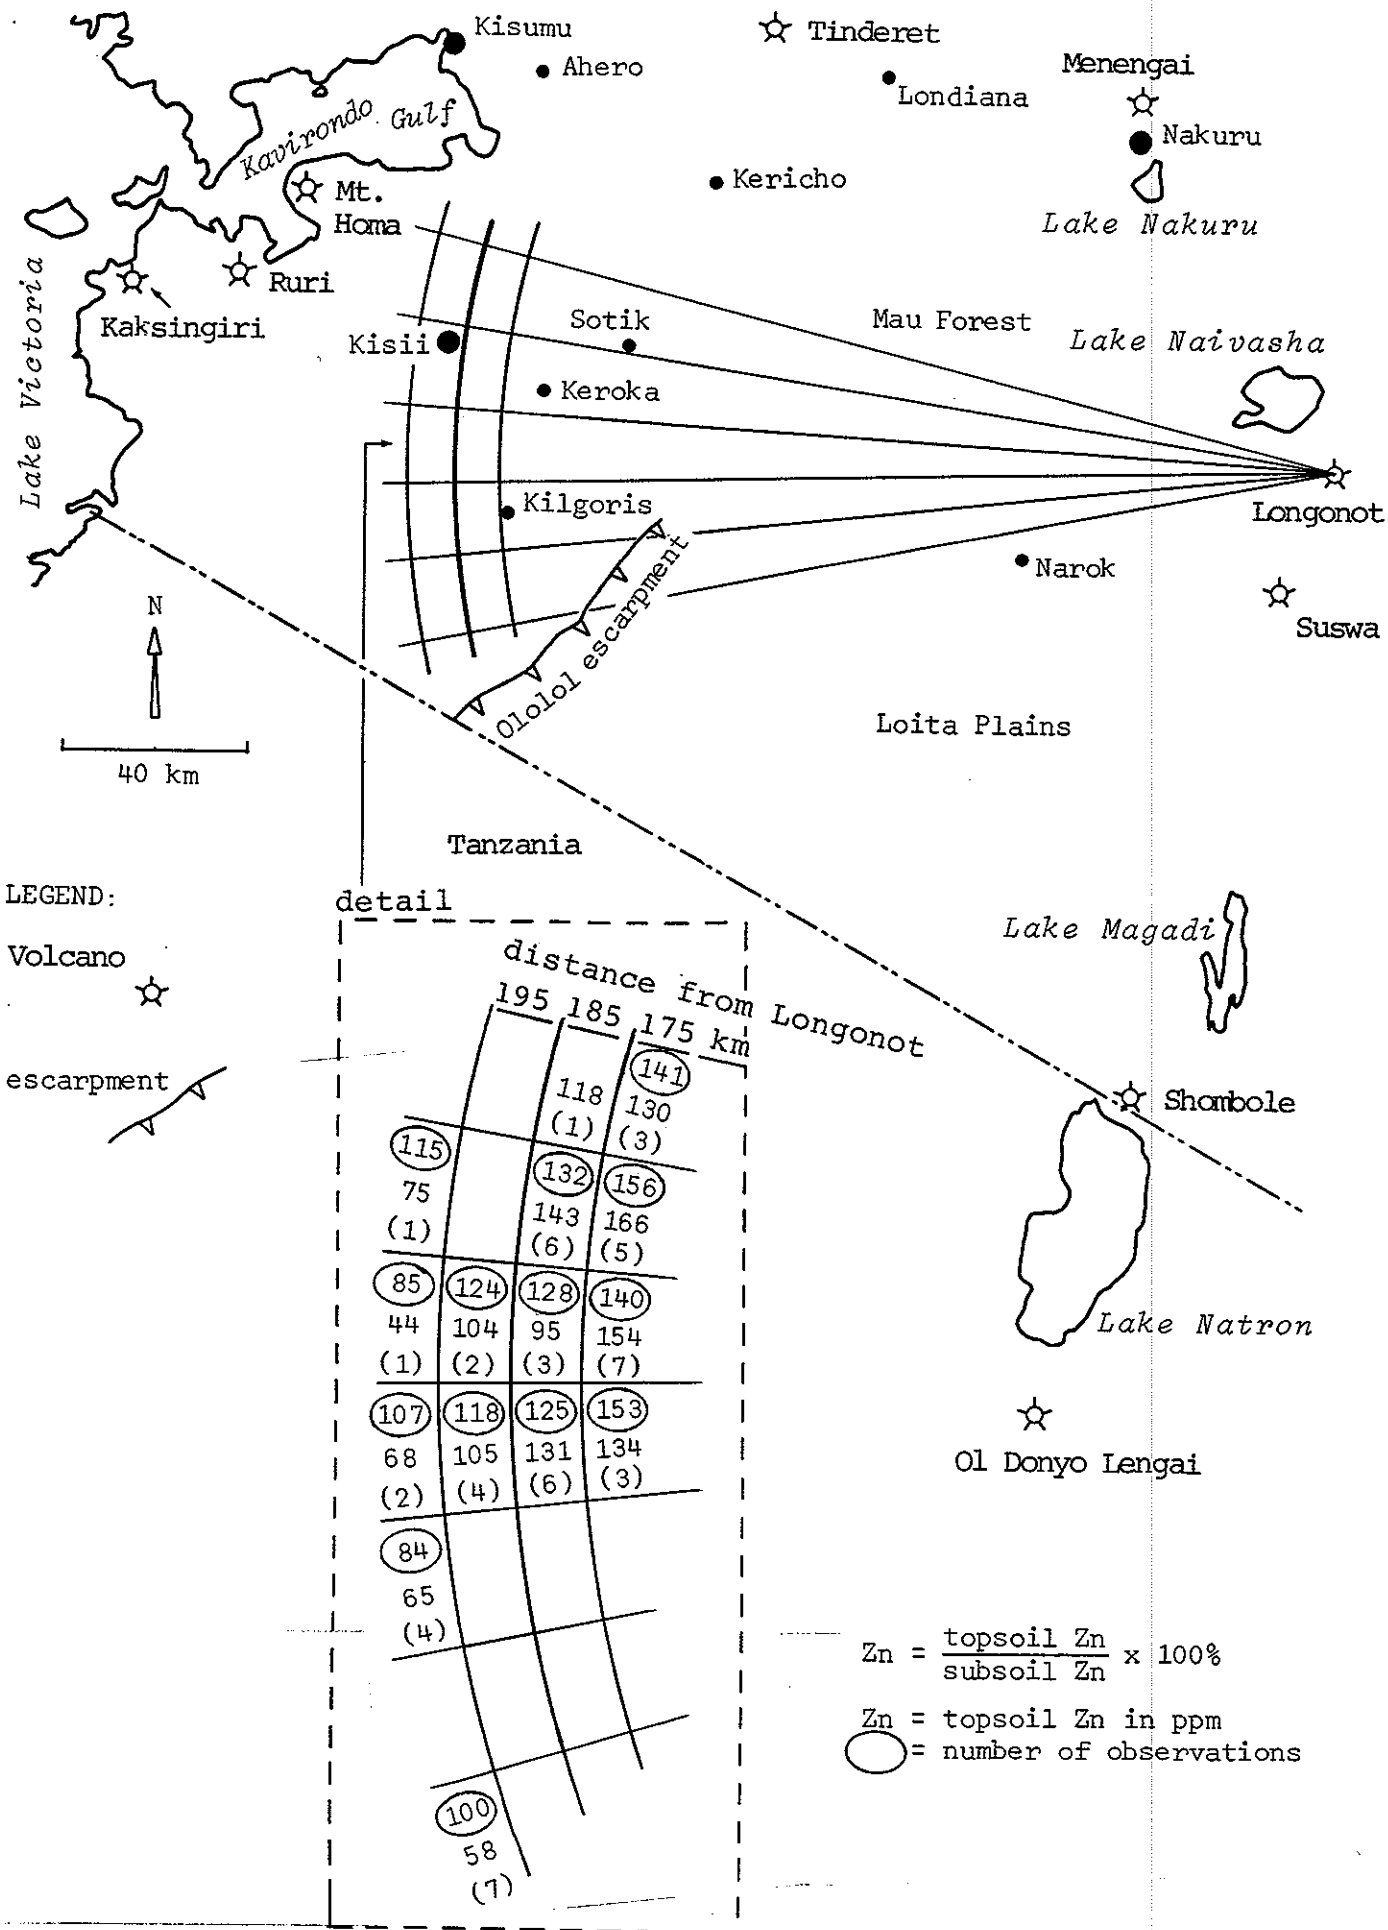 Kisumu
Ahero
Tinderet
Londiana
Menengai
Nakuru
Lake Nakuru
Kericho
Kavirondo Gulf
Mt.
Homa
Ruri
Kaksingiri
Lake Victoria
Kisii
Sotik
Keroka
Mau Forest
Lake Naivasha
Kilgoris
Longonot
Narok
Suswa
Ololol escarpment
Loita Plains
N
40 km
Tanzania
LEGEND:
Volcano
escarpment
detail
distance from Longonot
195 185 175 km
141
118 130
(1) (3)
115 132 156
75 143 166
(1) (6) (5)
85 124 128 140
44 104 95 154
(1) (2) (3) (7)
107 118 125 153
68 105 131 134
(2) (4) (6) (3)
84
65
(4)
100
58
(7)
Lake Magadi
Shombole
Lake Natron
Ol Donyo Lengai
Zn = topsoil Zn / subsoil Zn x 100%
Zn = topsoil Zn in ppm
= number of observations